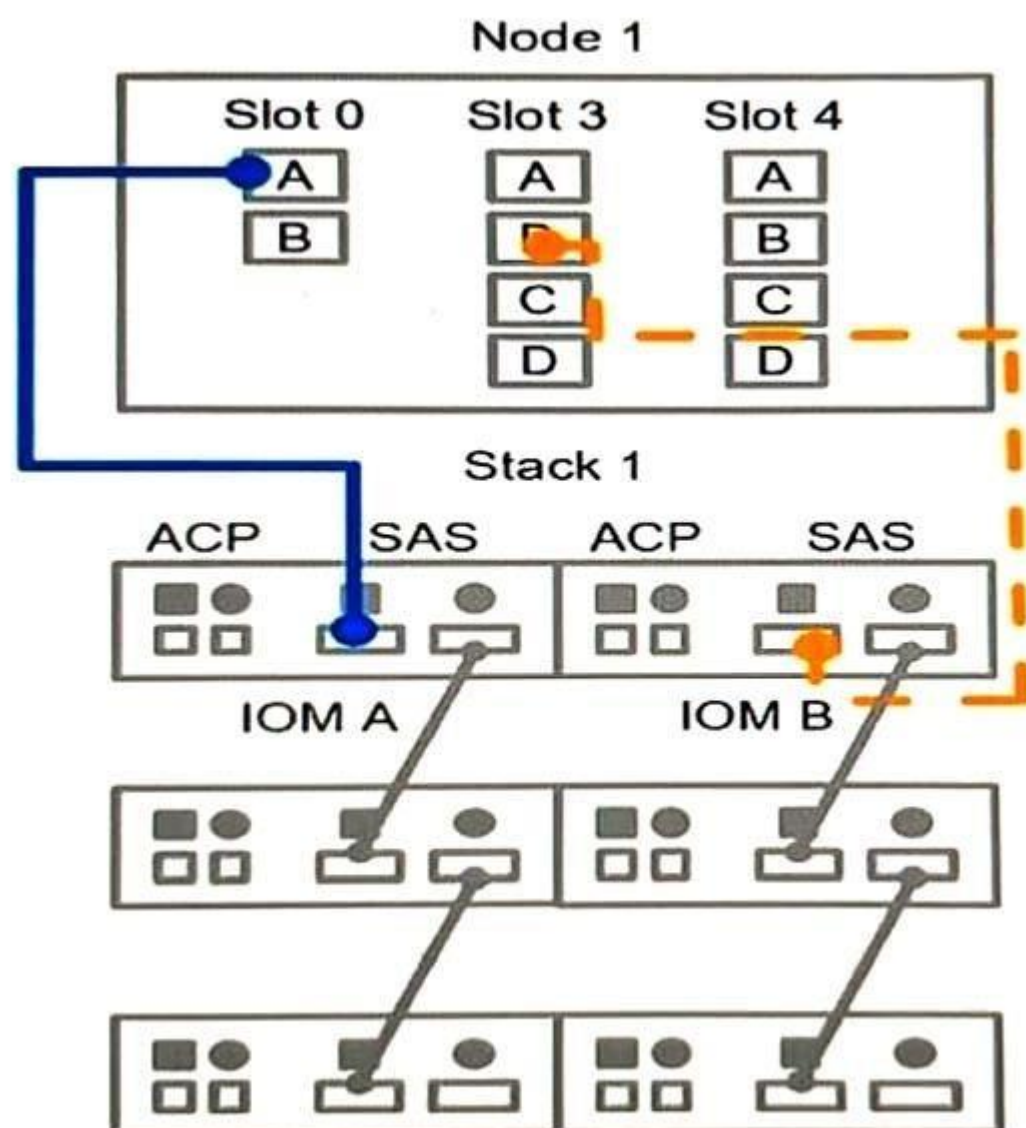 Node 1
Slot 0 Slot 3 Slot 4
A A A
B B
C C
D D
Stack 1
ACP SAS ACP SAS
IOM A IOM B